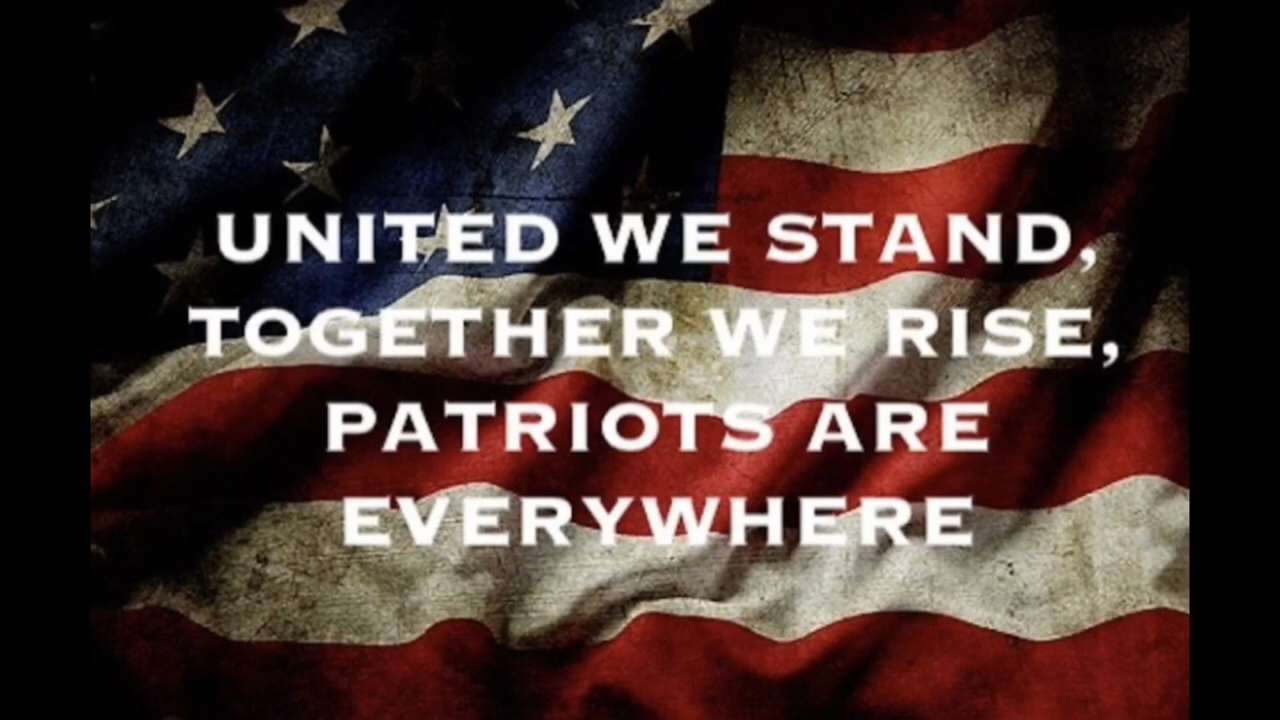 UNITED WE STAND,
TOGETHER WE RISE,
PATRIOTS ARE
EVERYWHERE